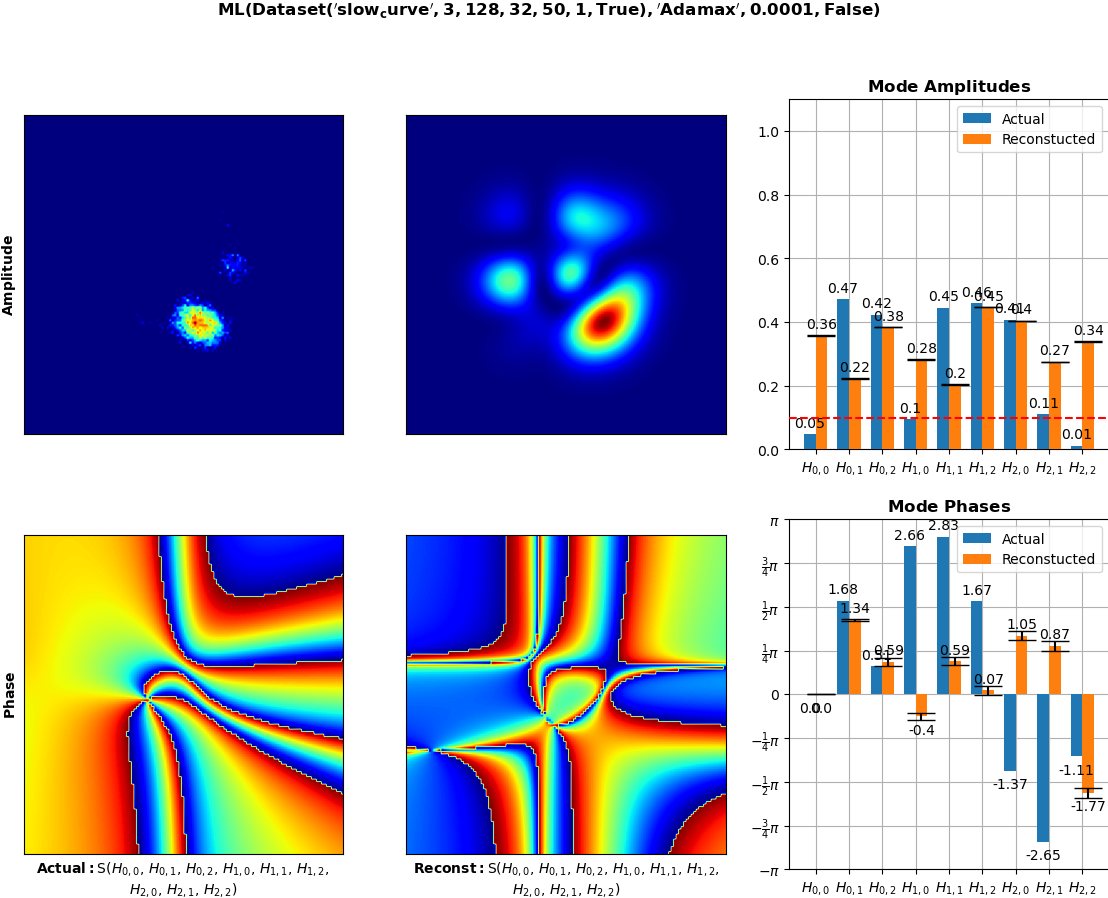 ML(Dataset(′slow_curve′, 3, 128, 32, 50, 1, True), ′Adamax′, 0.0001, False)
Amplitude
Mode Amplitudes
Actual
Reconstucted
1.0
0.8
0.6
0.4
0.2
0.0
0.05 0.47 0.42 0.1 0.45 0.46 0.41 0.11 0.01
0.36 0.22 0.38 0.28 0.2 0.45 0.4 0.27 0.34
H0,0 H0,1 H0,2 H1,0 H1,1 H1,2 H2,0 H2,1 H2,2
Phase
Mode Phases
Actual
Reconstucted
π
3/4π
1/2π
1/4π
0
−1/4π
−1/2π
−3/4π
−π
0.0 1.68 0.51 2.66 2.83 1.67 -1.37 -2.65 -1.11
0.0 1.34 0.59 -0.4 0.59 0.07 1.05 0.87 -1.77
H0,0 H0,1 H0,2 H1,0 H1,1 H1,2 H2,0 H2,1 H2,2
Actual: S(H0,0, H0,1, H0,2, H1,0, H1,1, H1,2,
H2,0, H2,1, H2,2)
Reconst: S(H0,0, H0,1, H0,2, H1,0, H1,1, H1,2,
H2,0, H2,1, H2,2)